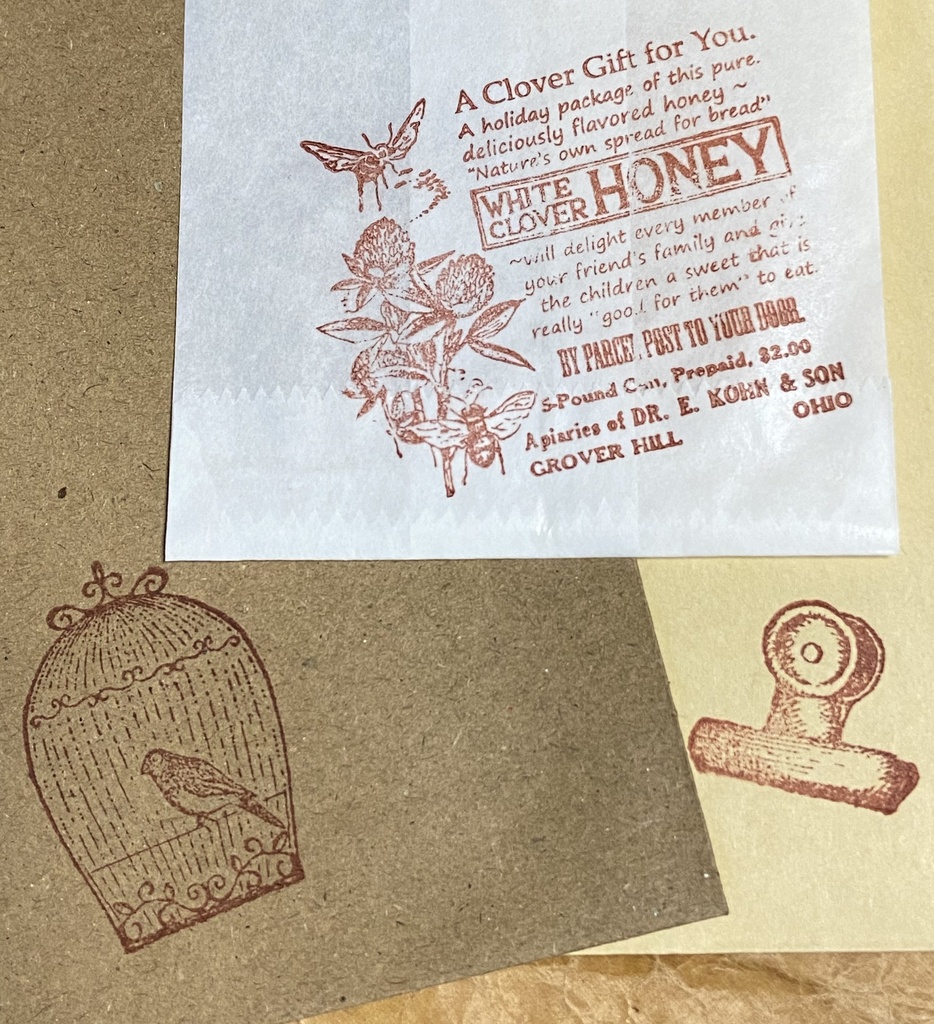 A Clover Gift for You.
A holiday package of this pure.
deliciously flavored honey ~
"Nature's own spread for bread"
WHITE CLOVER HONEY
~will delight every member of
your friend's family and give
the children a sweet that is
really "good for them" to eat.
BY PARCEL POST TO YOUR DOOR.
5-Pound Can, Prepaid, $2.00
Apiaries of DR. E. KOHN & SON
GROVER HILL OHIO